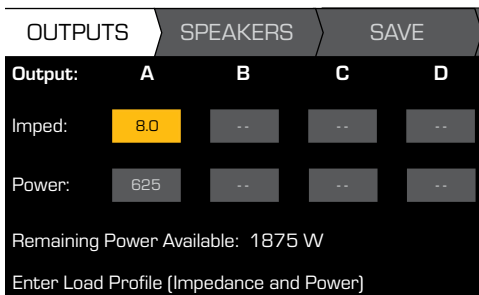 OUTPUTS SPEAKERS SAVE
Output: A B C D
Imped: 8.0 -- -- --
Power: 625 -- -- --
Remaining Power Available: 1875 W
Enter Load Profile (Impedance and Power)